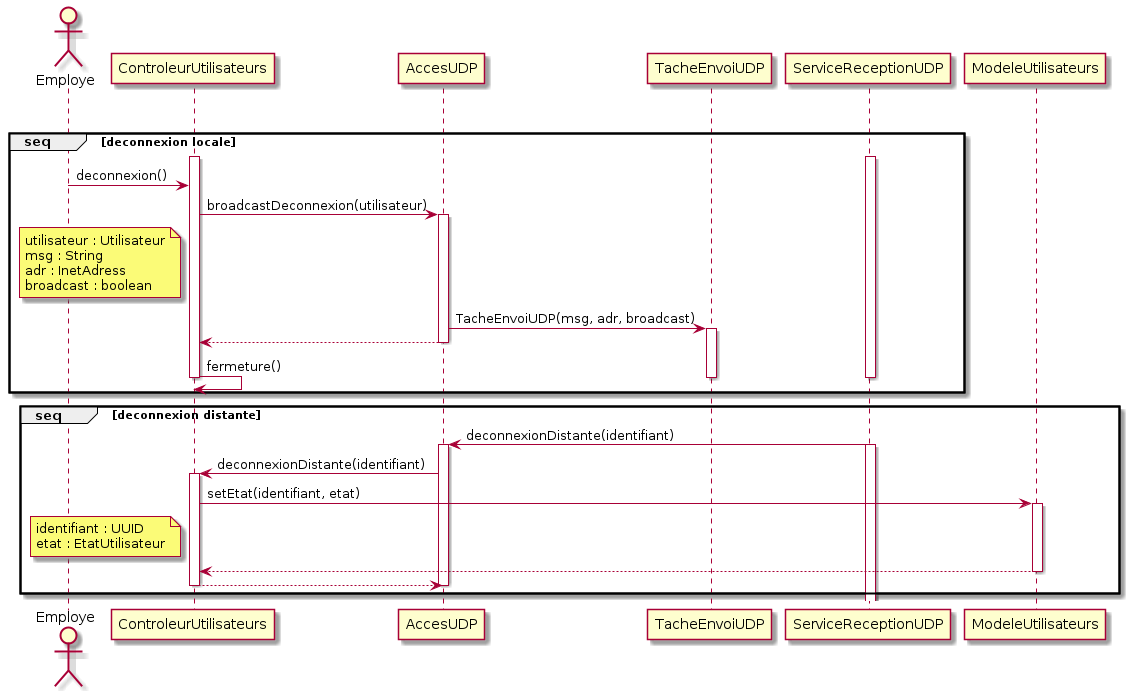 Employe
ControleurUtilisateurs
AccesUDP
TacheEnvoiUDP
ServiceReceptionUDP
ModeleUtilisateurs
seq
[deconnexion locale]
deconnexion()
broadcastDeconnexion(utilisateur)
utilisateur : Utilisateur
msg : String
adr : InetAdress
broadcast : boolean
TacheEnvoiUDP(msg, adr, broadcast)
fermeture()
seq
[deconnexion distante]
deconnexionDistante(identifiant)
deconnexionDistante(identifiant)
setEtat(identifiant, etat)
identifiant : UUID
etat : EtatUtilisateur
Employe
ControleurUtilisateurs
AccesUDP
TacheEnvoiUDP
ServiceReceptionUDP
ModeleUtilisateurs